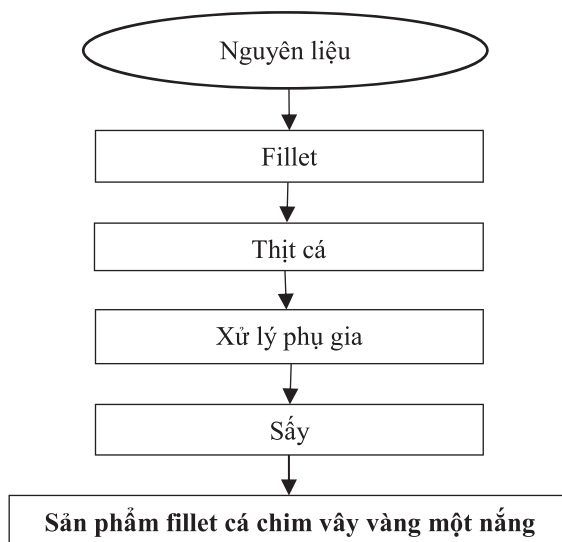 Nguyên liệu
Fillet
Thịt cá
Xử lý phụ gia
Sấy
Sản phẩm fillet cá chim vây vàng một nắng